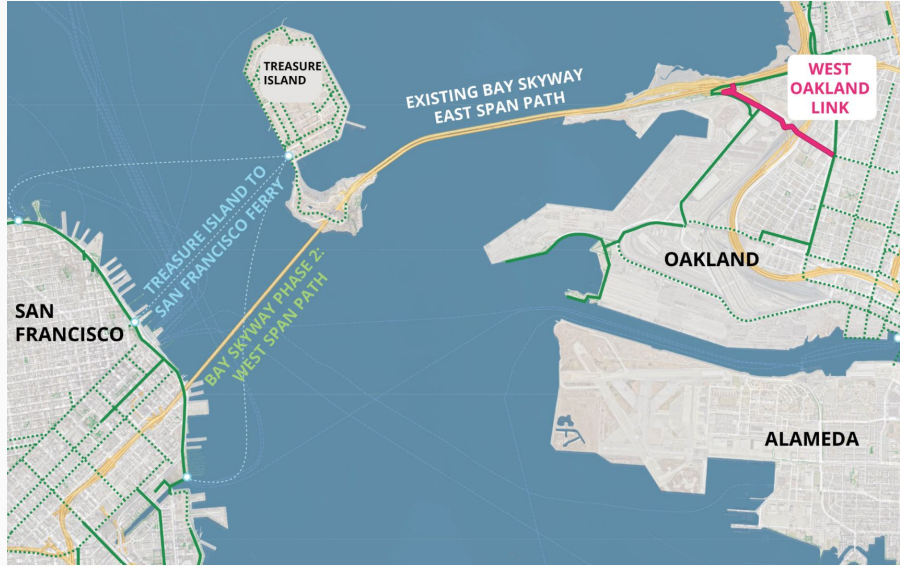 TREASURE
ISLAND
EXISTING BAY SKYWAY
EAST SPAN PATH
WEST
OAKLAND
LINK
TREASURE ISLAND TO
SAN FRANCISCO FERRY
BAY SKYWAY PHASE 2:
WEST SPAN PATH
OAKLAND
SAN
FRANCISCO
ALAMEDA